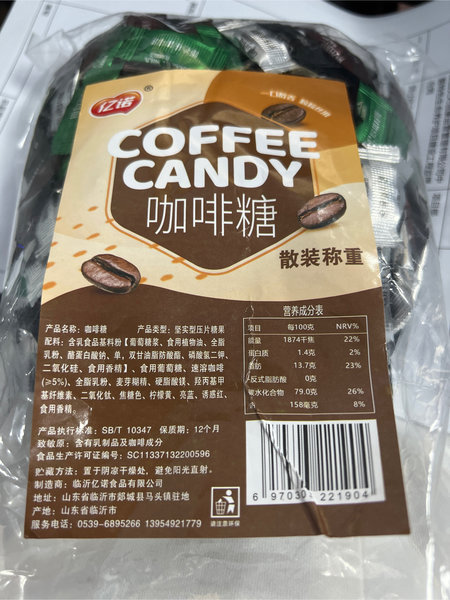 亿诺®
一口醇香 粒粒丝滑
COFFEE
CANDY
咖啡糖
散装称重
产品名称：咖啡糖 产品类型：坚实型压片糖果
配料：含乳食品基料粉【葡萄糖浆、食用植物油、全脂
乳粉、酪蛋白酸钠、单，双甘油脂肪酸酯、磷酸氢二钾、
二氧化硅、食用香精】、食用葡萄糖、速溶咖啡
(≥5%)、全脂乳粉、麦芽糊精、硬脂酸镁、羟丙基甲
基纤维素、二氧化钛、焦糖色、柠檬黄、亮蓝、诱惑红、
食用香精。
产品执行标准：SB/T 10347 保质期：12个月
致敏原：含有乳制品及咖啡成分
食品生产许可证编号：SC11337132200596
贮藏方法：置于阴凉干燥处，避免阳光直射。
制造商：临沂亿诺食品有限公司
地址：山东省临沂市郯城县马头镇驻地
产地：山东省临沂市
服务电话：0539-6895266 13954921779
营养成分表
项目 每100克 NRV%
能量 1874千焦 22%
蛋白质 1.4克 2%
脂肪 13.7克 23%
反式脂肪酸 0克
碳水化合物 79.0克 26%
钠 158毫克 8%
请注意环保
6 970304 221904